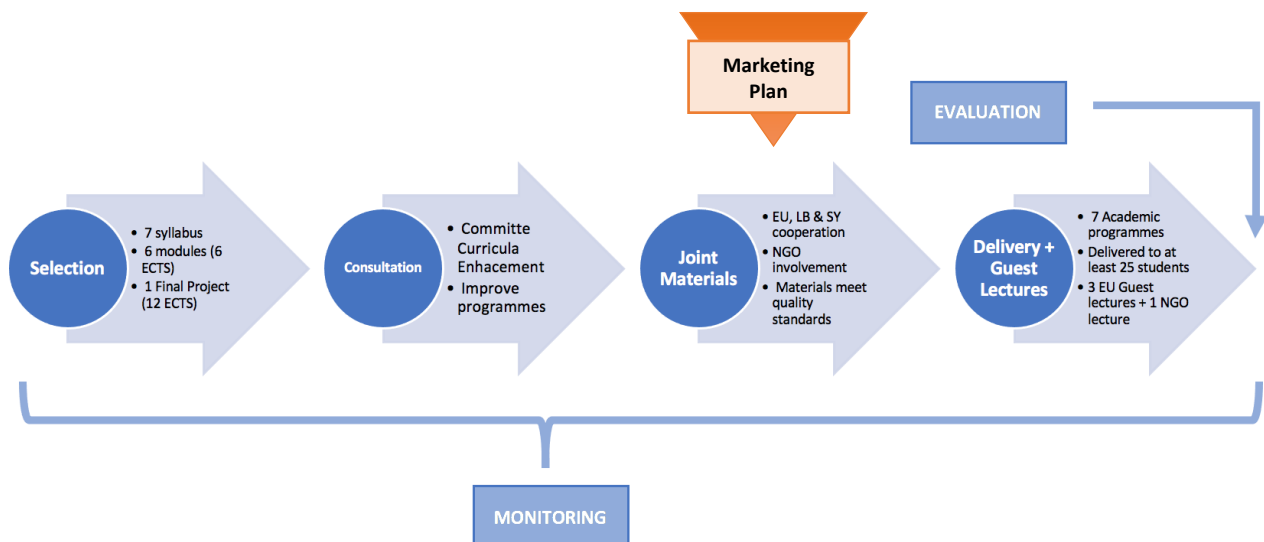 Marketing
Plan
EVALUATION
Selection
• 7 syllabus
• 6 modules (6
ECTS)
• 1 Final Project
(12 ECTS)
Consultation
• Committe
Curricula
Enhacement
• Improve
programmes
Joint
Materials
• EU, LB & SY
cooperation
• NGO
involvement
• Materials meet
quality
standards
Delivery +
Guest
Lectures
• 7 Academic
programmes
• Delivered to at
least 25 students
• 3 EU Guest
lectures + 1 NGO
lecture
MONITORING